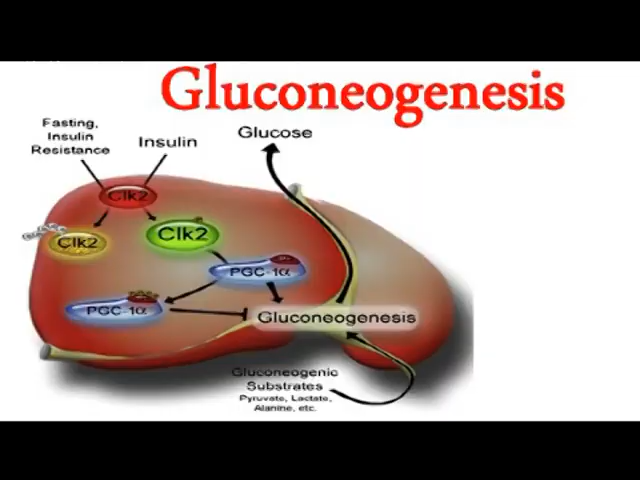 Gluconeogenesis
Fasting,
Insulin
Resistance
Insulin
Glucose
Clk2
Clk2
Clk2
PGC-1α
PGC-1α
Gluconeogenesis
Gluconeogenic
Substrates
Pyruvate, Lactate,
Alanine, etc.